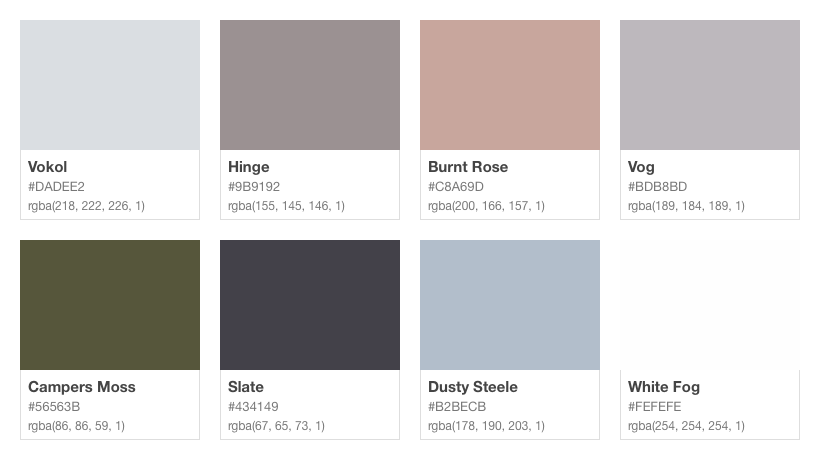 Vokol
#DADEE2
rgba(218, 222, 226, 1)
Hinge
#9B9192
rgba(155, 145, 146, 1)
Burnt Rose
#C8A69D
rgba(200, 166, 157, 1)
Vog
#BDB8BD
rgba(189, 184, 189, 1)
Campers Moss
#56563B
rgba(86, 86, 59, 1)
Slate
#434149
rgba(67, 65, 73, 1)
Dusty Steele
#B2BECB
rgba(178, 190, 203, 1)
White Fog
#FEFEFE
rgba(254, 254, 254, 1)